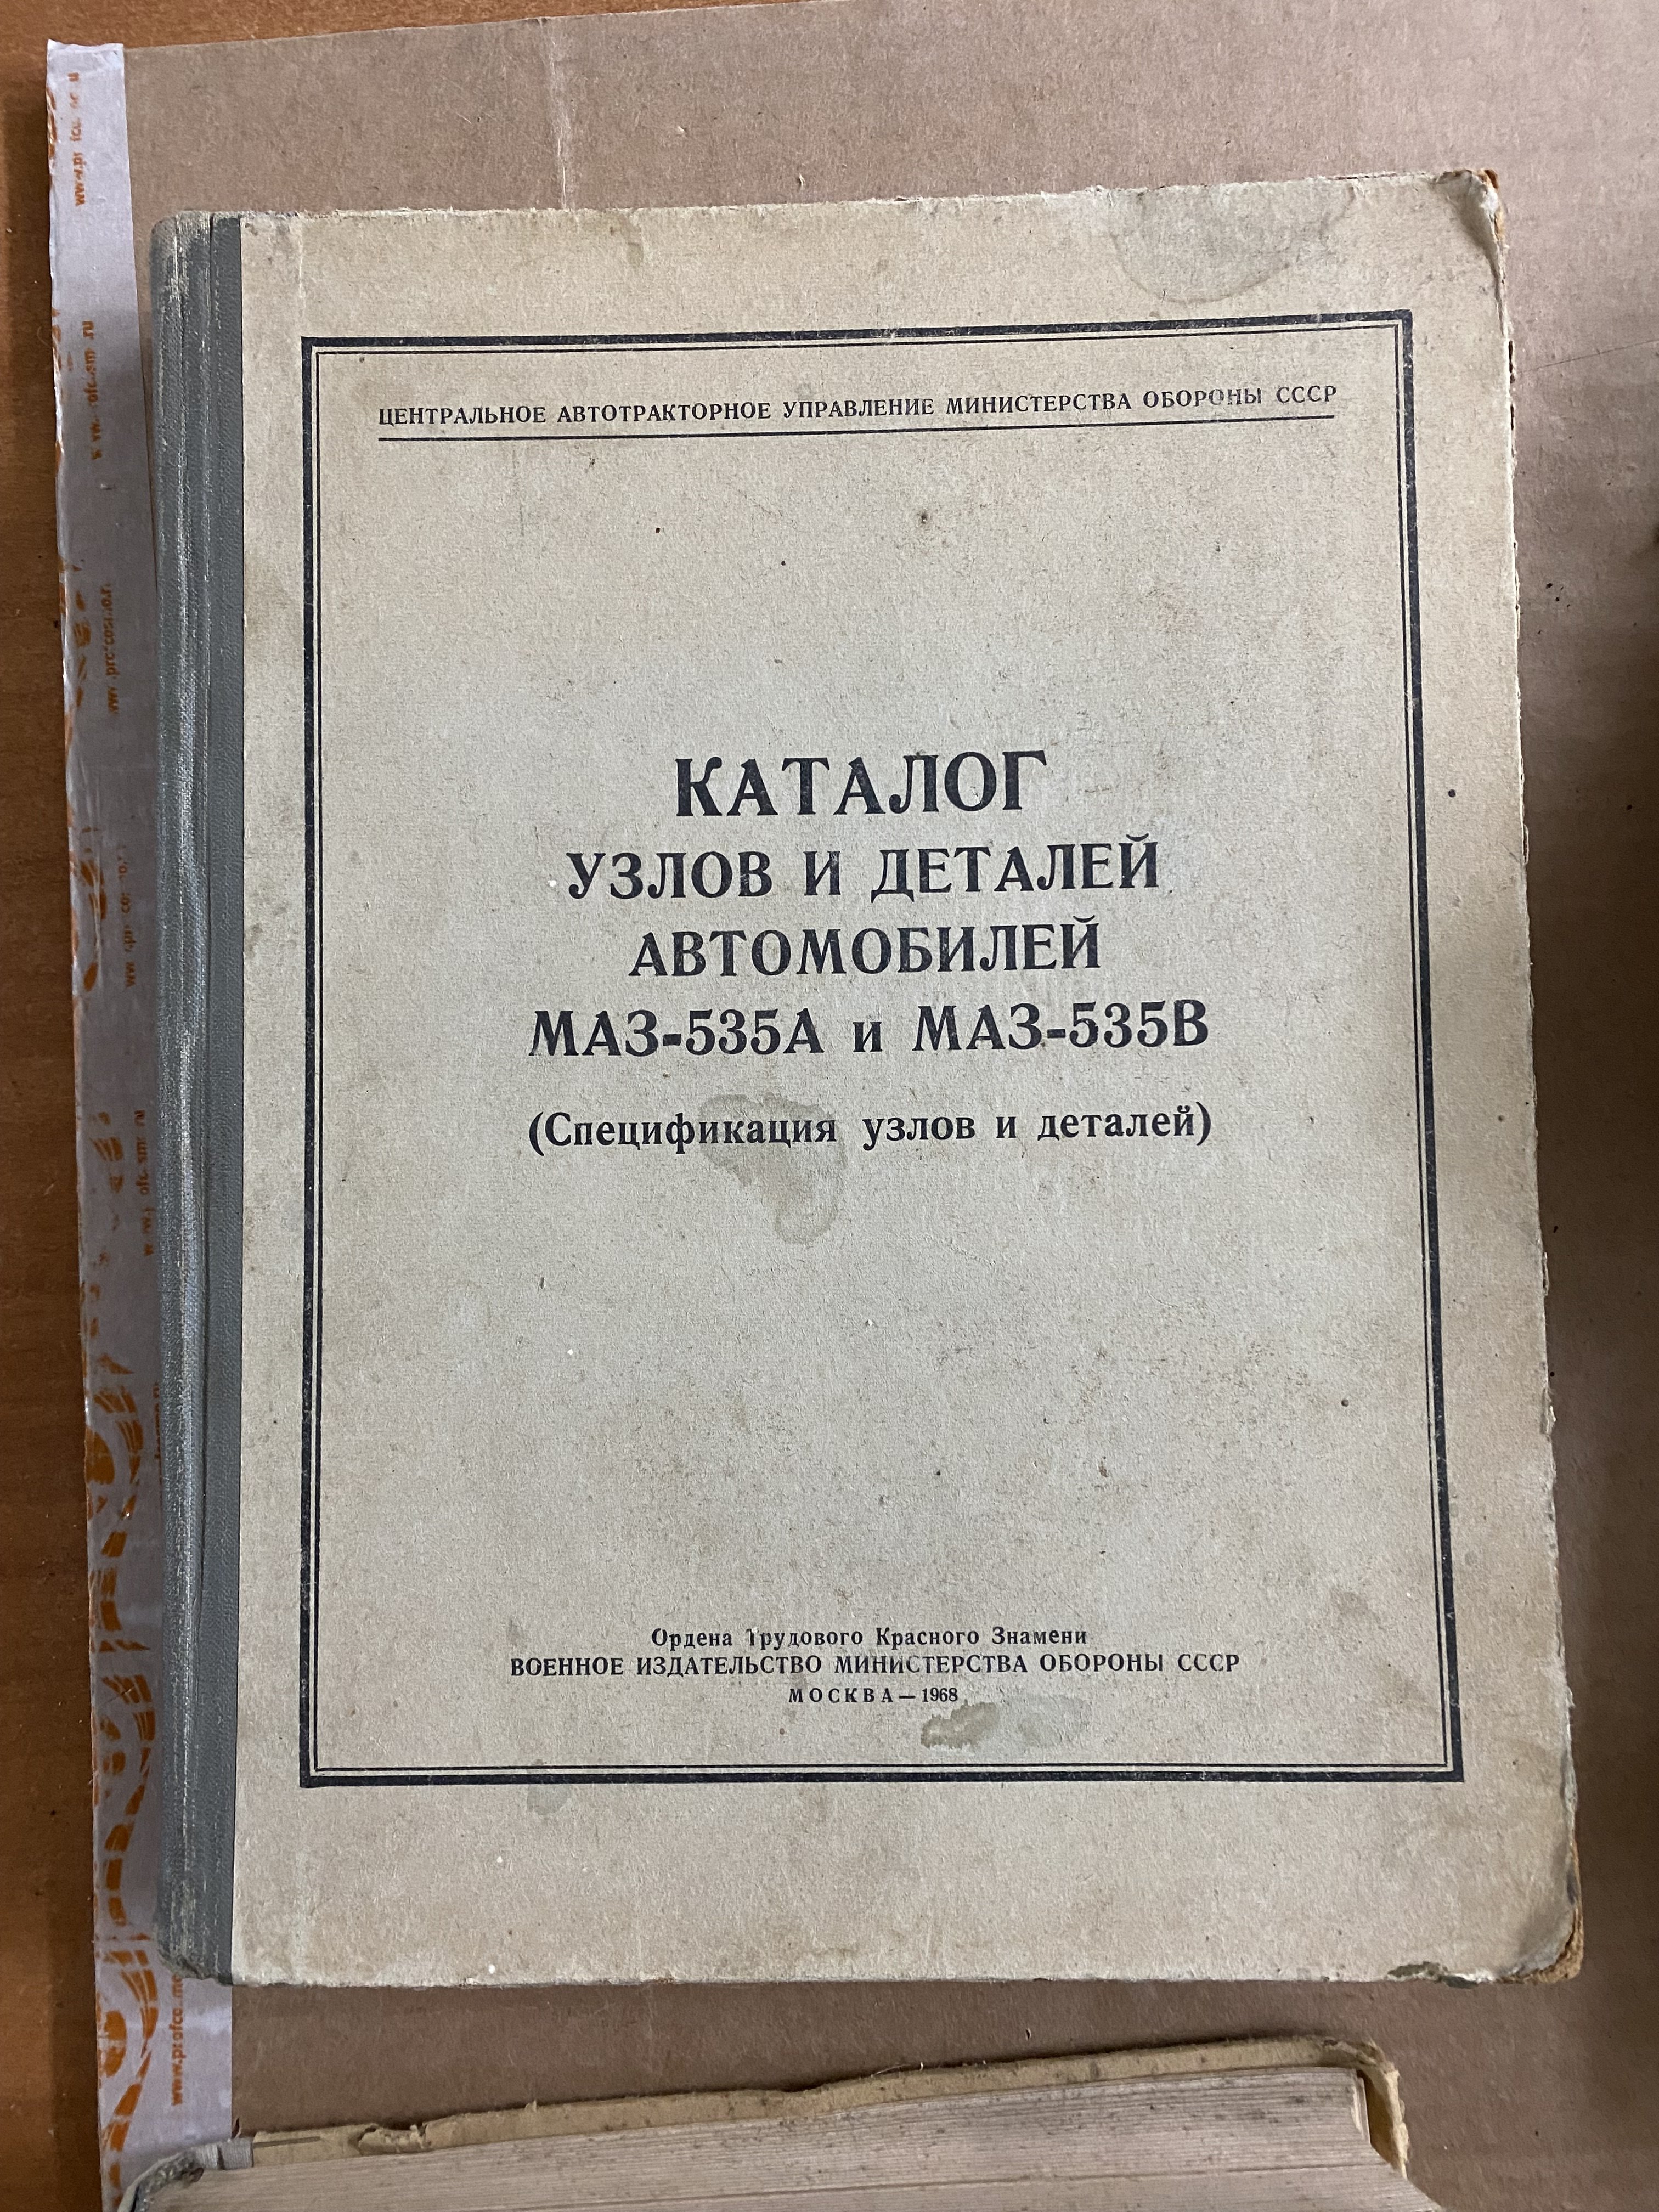 ЦЕНТРАЛЬНОЕ АВТОТРАКТОРНОЕ УПРАВЛЕНИЕ МИНИСТЕРСТВА ОБОРОНЫ СССР
КАТАЛОГ
УЗЛОВ И ДЕТАЛЕЙ
АВТОМОБИЛЕЙ
МАЗ-535А и МАЗ-535В
(Спецификация узлов и деталей)
Ордена Трудового Красного Знамени
ВОЕННОЕ ИЗДАТЕЛЬСТВО МИНИСТЕРСТВА ОБОРОНЫ СССР
МОСКВА — 1968